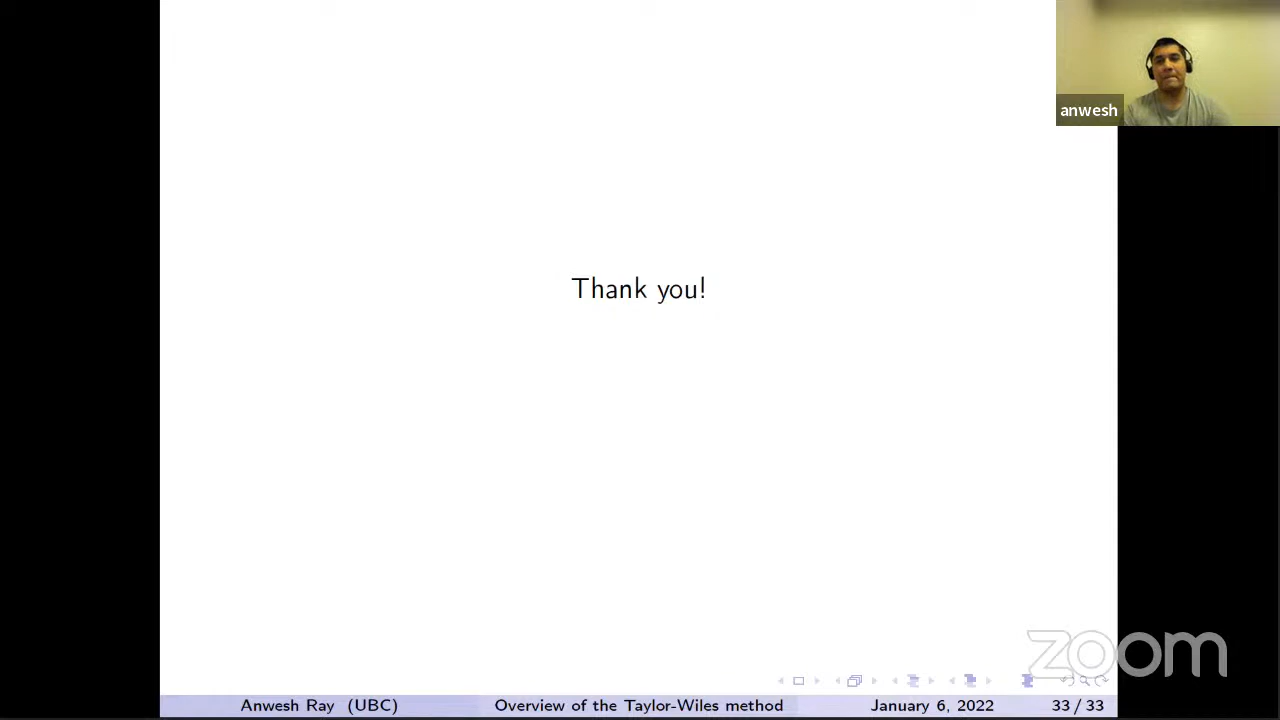 anwesh
Thank you!
zoom
Anwesh Ray (UBC) Overview of the Taylor-Wiles method January 6, 2022 33 / 33